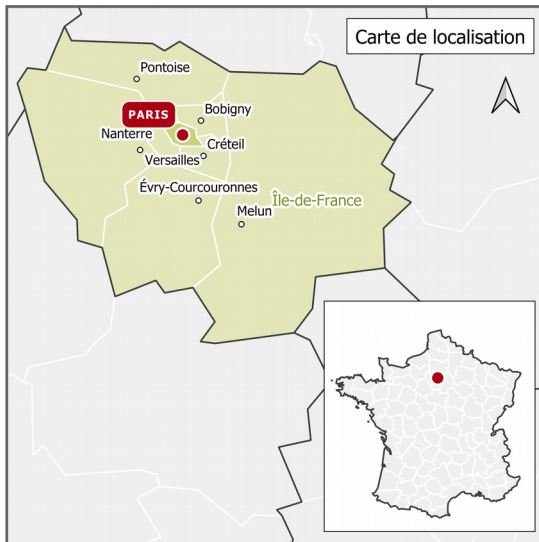 Carte de localisation
Pontoise
PARIS
Bobigny
Nanterre
Créteil
Versailles
Évry-Courcouronnes
Île-de-France
Melun